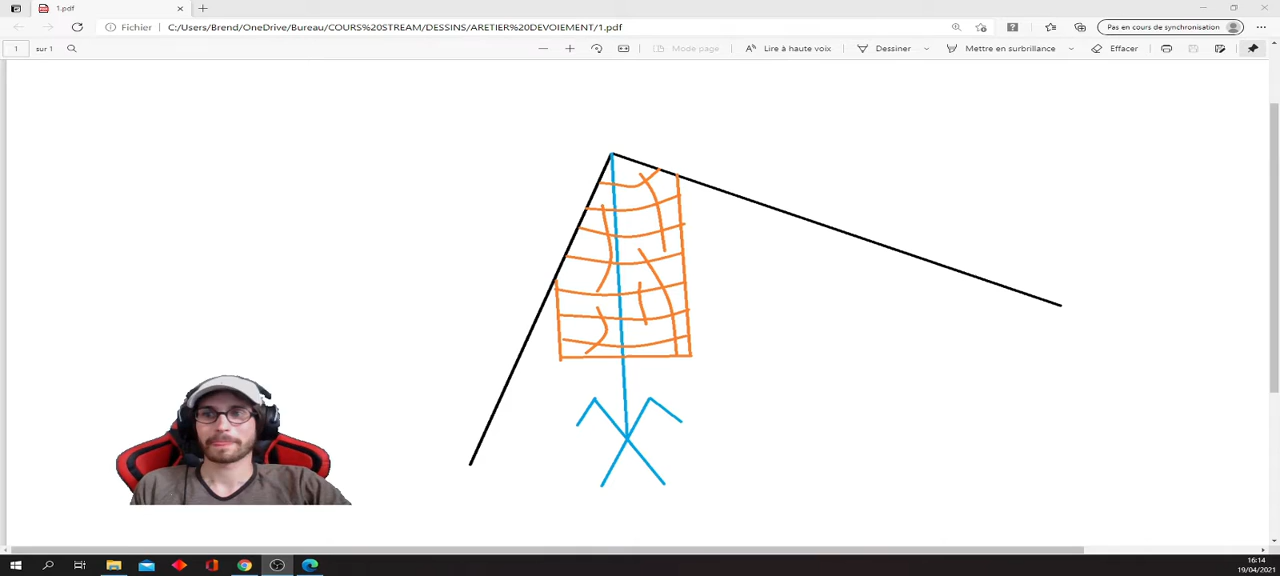 1.pdf
Fichier | C:/Users/Brend/OneDrive/Bureau/COURS%20STREAM/DESSINS/ARETIER%20DEVOIEMENT/1.pdf
Pas en cours de synchronisation
1 sur 1
Mode page
Lire à haute voix
Dessiner
Mettre en surbrillance
Effacer
16:14
19/04/2021